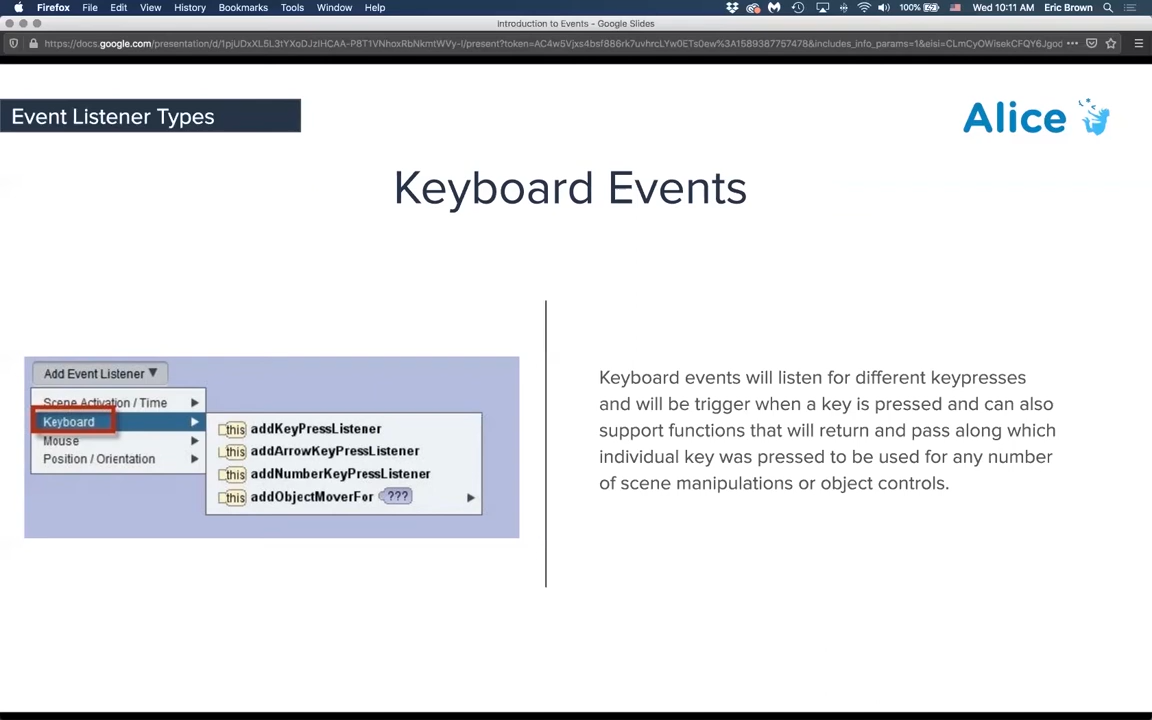 Firefox File Edit View History Bookmarks Tools Window Help 100% Wed 10:11 AM Eric Brown
introduction to Events - Google Slides
Event Listener Types
Alice
Keyboard Events
Add Event Listener ▼
Scene Activation / Time
Keyboard
Mouse
Position / Orientation
this addKeyPressListener
this addArrowKeyPressListener
this addNumberKeyPressListener
this addObjectMoverFor ???
Keyboard events will listen for different keypresses
and will be trigger when a key is pressed and can also
support functions that will return and pass along which
individual key was pressed to be used for any number
of scene manipulations or object controls.